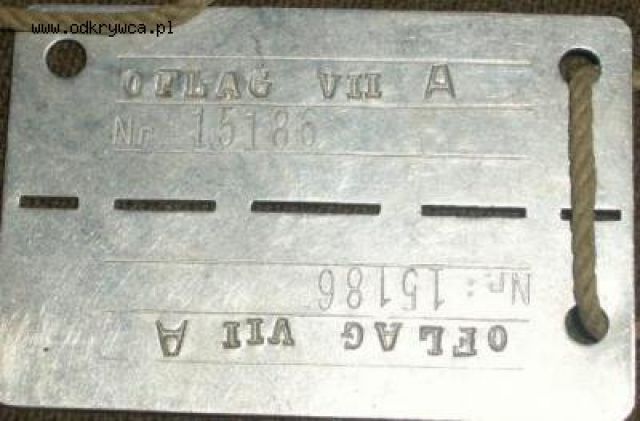 www.odkrywca.pl
OFLAG VII A
Nr 15186
Nr: 15186
OFLAG VII A